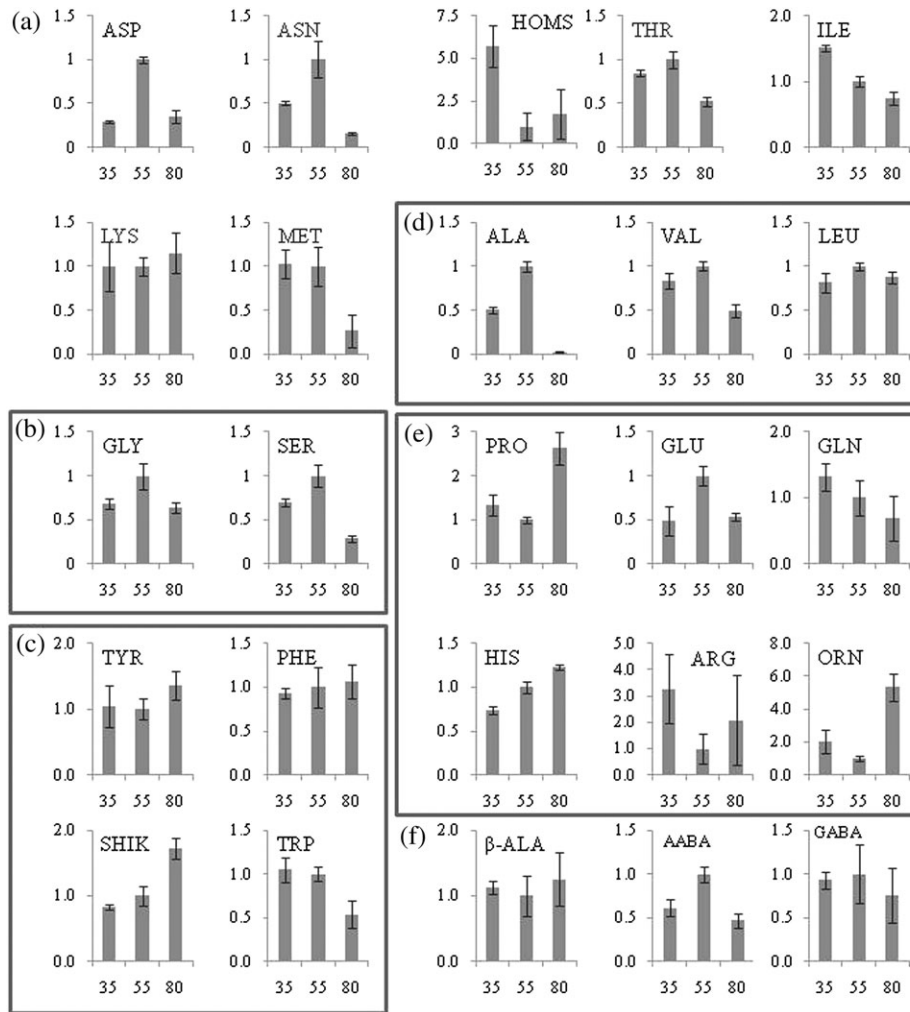 (a)
ASP
1.5
1
0.5
0
35 55 80
ASN
1.5
1
0.5
0
35 55 80
HOMS
7.5
5.0
2.5
0.0
35 55 80
THR
1.5
1
0.5
0
35 55 80
ILE
2.0
1.0
0.0
35 55 80
LYS
1.5
1.0
0.5
0.0
35 55 80
MET
1.5
1.0
0.5
0.0
35 55 80
(d)
ALA
1.5
1
0.5
0
35 55 80
VAL
1.5
1
0.5
0
35 55 80
LEU
1.5
1
0.5
0
35 55 80
(b)
GLY
1.5
1
0.5
0
35 55 80
SER
1.5
1
0.5
0
35 55 80
(e)
PRO
3
2
1
0
35 55 80
GLU
1.5
1
0.5
0
35 55 80
GLN
2.0
1.0
0.0
35 55 80
(c)
TYR
2.0
1.0
0.0
35 55 80
PHE
1.5
1.0
0.5
0.0
35 55 80
HIS
1.5
1.0
0.5
0.0
35 55 80
ARG
5.0
4.0
3.0
2.0
1.0
0.0
35 55 80
ORN
8.0
6.0
4.0
2.0
0.0
35 55 80
SHIK
2.0
1.0
0.0
35 55 80
TRP
1.5
1.0
0.5
0.0
35 55 80
(f)
β-ALA
2.0
1.0
0.0
35 55 80
AABA
1.5
1.0
0.5
0.0
35 55 80
GABA
1.5
1.0
0.5
0.0
35 55 80